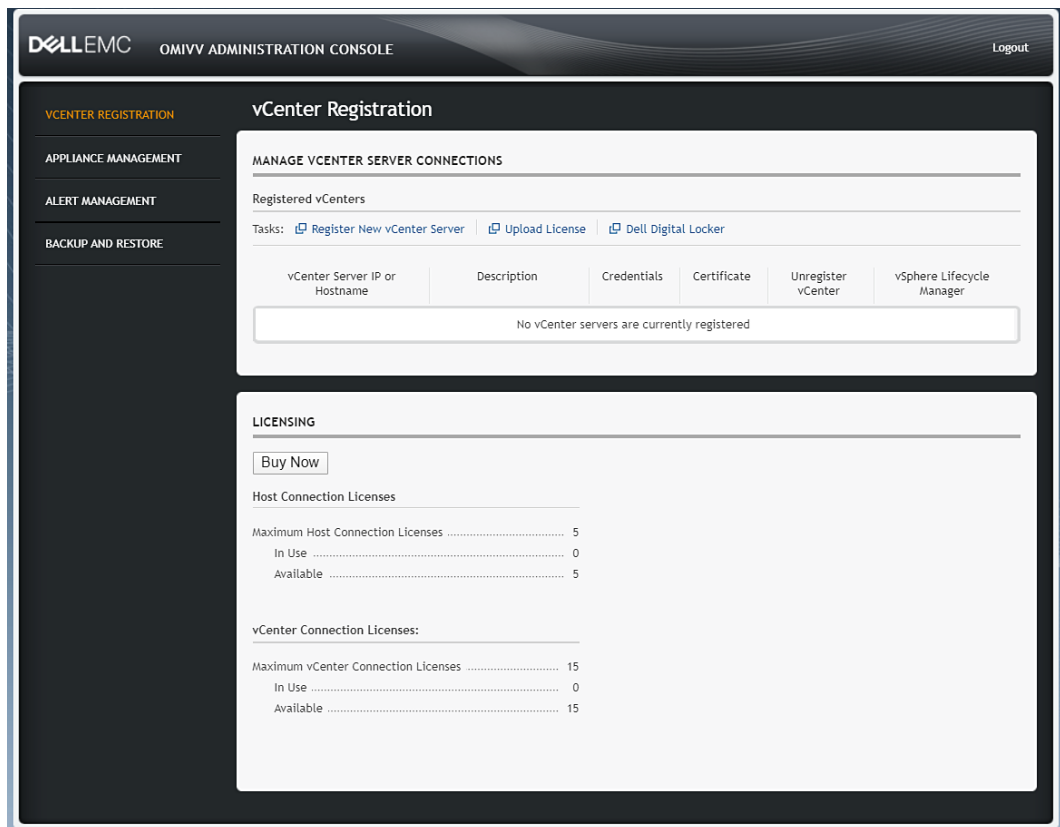 DELLEMC OMIVV ADMINISTRATION CONSOLE Logout
VCENTER REGISTRATION
APPLIANCE MANAGEMENT
ALERT MANAGEMENT
BACKUP AND RESTORE
vCenter Registration
MANAGE VCENTER SERVER CONNECTIONS
Registered vCenters
Tasks: Register New vCenter Server Upload License Dell Digital Locker
vCenter Server IP or Hostname Description Credentials Certificate Unregister vCenter vSphere Lifecycle Manager
No vCenter servers are currently registered
LICENSING
Buy Now
Host Connection Licenses
Maximum Host Connection Licenses 5
In Use 0
Available 5
vCenter Connection Licenses:
Maximum vCenter Connection Licenses 15
In Use 0
Available 15